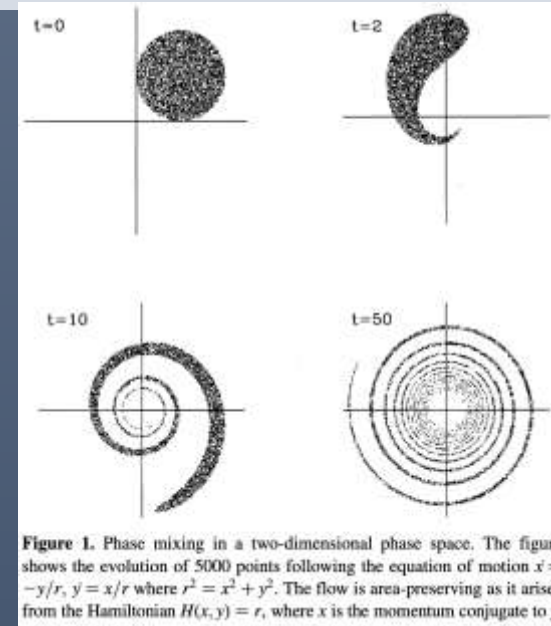 t=0
t=2
t=10
t=50
Figure 1. Phase mixing in a two-dimensional phase space. The figur
shows the evolution of 5000 points following the equation of motion ẋ =
−y/r, ẏ = x/r where r² = x² + y². The flow is area-preserving as it arise
from the Hamiltonian H(x, y) = r, where x is the momentum conjugate to